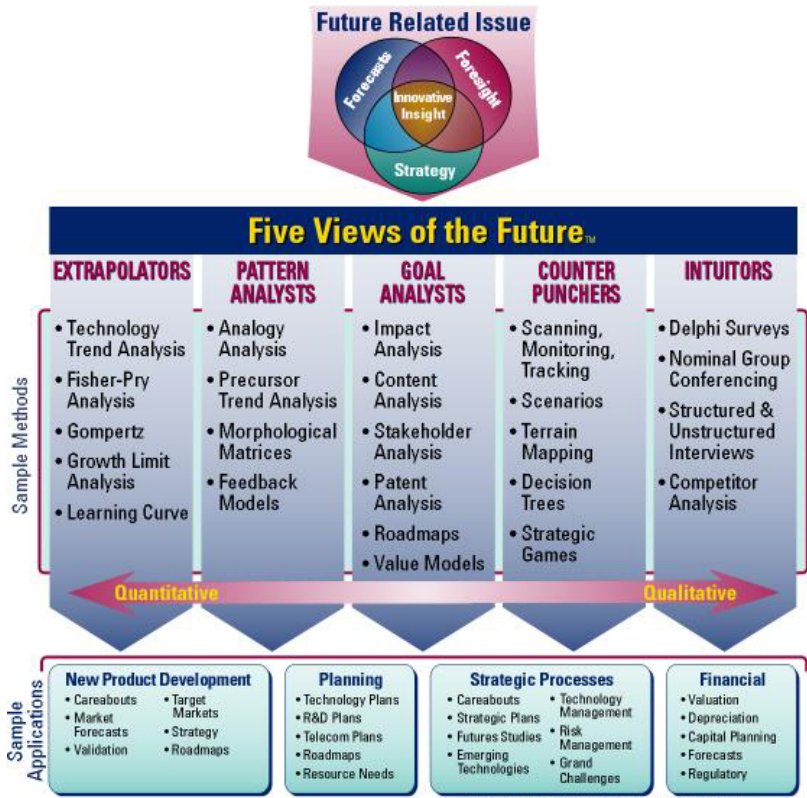 Future Related Issue
Forecasts
Foresight
Innovative
Insight
Strategy
Five Views of the Future™
EXTRAPOLATORS
PATTERN
ANALYSTS
GOAL
ANALYSTS
COUNTER
PUNCHERS
INTUITORS
Sample Methods
• Technology
Trend Analysis
• Fisher-Pry
Analysis
• Gompertz
• Growth Limit
Analysis
• Learning Curve
• Analogy
Analysis
• Precursor
Trend Analysis
• Morphological
Matrices
• Feedback
Models
• Impact
Analysis
• Content
Analysis
• Stakeholder
Analysis
• Patent
Analysis
• Roadmaps
• Value Models
• Scanning,
Monitoring,
Tracking
• Scenarios
• Terrain
Mapping
• Decision
Trees
• Strategic
Games
• Delphi Surveys
• Nominal Group
Conferencing
• Structured &
Unstructured
Interviews
• Competitor
Analysis
Quantitative
Qualitative
Sample
Applications
New Product Development
• Careabouts
• Market
Forecasts
• Validation
• Target
Markets
• Strategy
• Roadmaps
Planning
• Technology Plans
• R&D Plans
• Telecom Plans
• Roadmaps
• Resource Needs
Strategic Processes
• Careabouts
• Strategic Plans
• Futures Studies
• Emerging
Technologies
• Technology
Management
• Risk
Management
• Grand
Challenges
Financial
• Valuation
• Depreciation
• Capital Planning
• Forecasts
• Regulatory